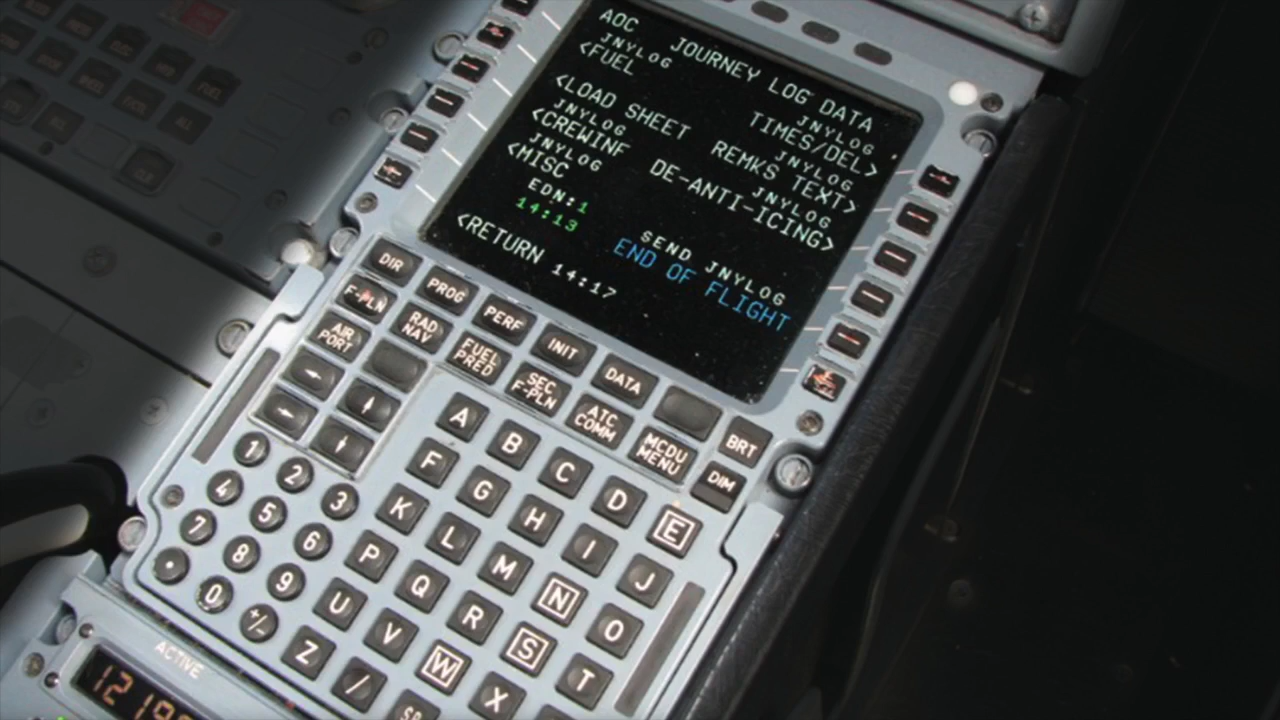 AOC JOURNEY LOG DATA
JNYLOG JNYLOG
<FUEL TIMES/DEL>
JNYLOG
<LOAD SHEET REMKS TEXT>
JNYLOG JNYLOG
<CREWINF DE-ANTI-ICING>
JNYLOG
<MISC
EDN:1
14:13
SEND JNYLOG
<RETURN 14:17 END OF FLIGHT
DIR PROG PERF INIT DATA BRT
F-PLN RAD NAV FUEL PRED SEC F-PLN ATC COMM MCDU MENU DIM
AIR PORT
A B C D E
F G H I J
K L M N O
P Q R S T
U V W X
Z / SP
1 2 3
4 5 6
7 8 9
. 0 +/-
ACTIVE
FUEL
ALL